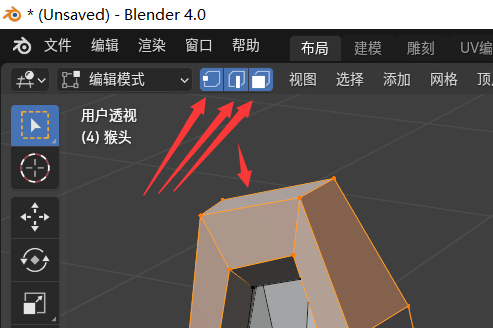 * (Unsaved) - Blender 4.0
文件 编辑 渲染 窗口 帮助 布局 建模 雕刻 UV编
编辑模式 视图 选择 添加 网格 顶
用户透视
(4) 猴头